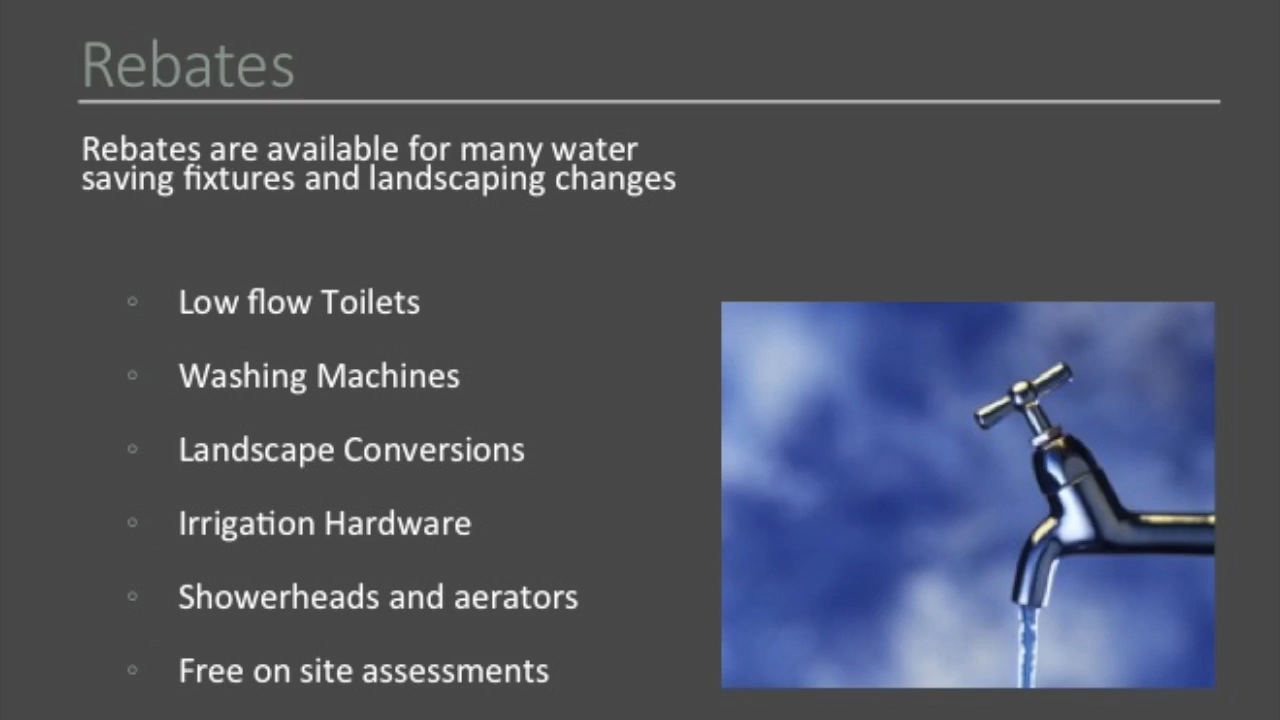 Rebates
Rebates are available for many water
saving fixtures and landscaping changes
Low flow Toilets
Washing Machines
Landscape Conversions
Irrigation Hardware
Showerheads and aerators
Free on site assessments